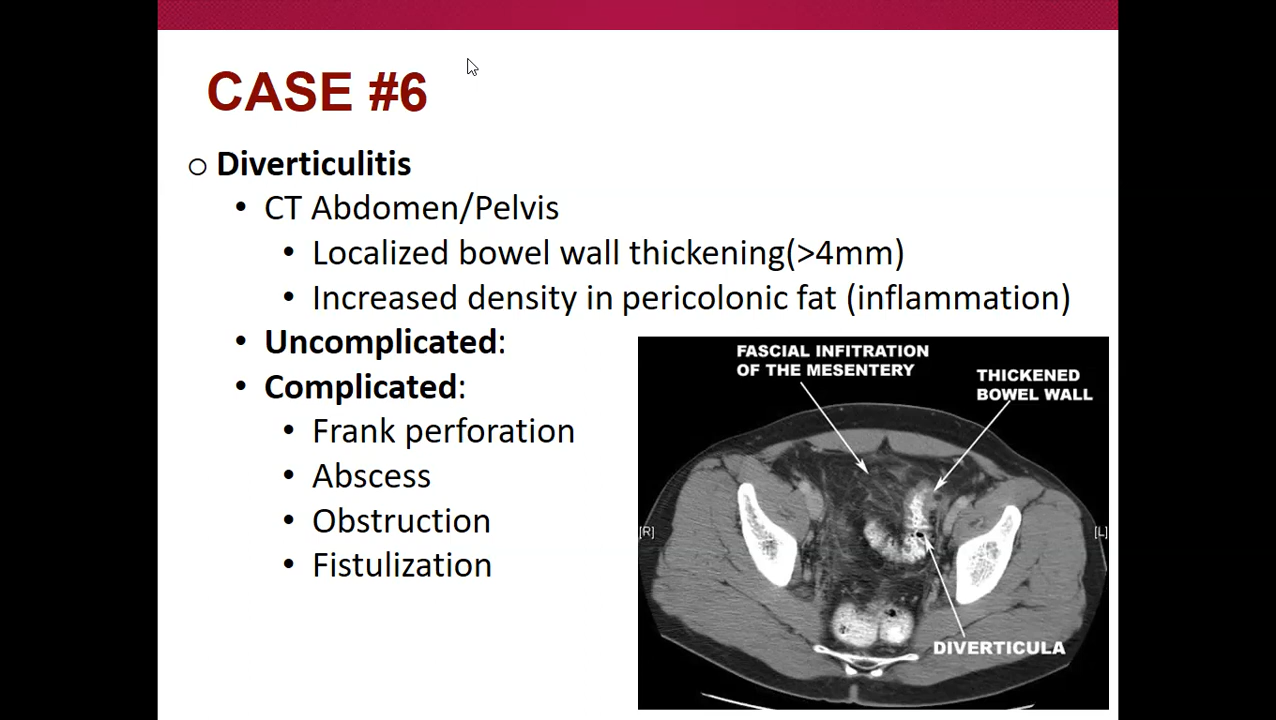 CASE #6
o Diverticulitis
• CT Abdomen/Pelvis
• Localized bowel wall thickening(>4mm)
• Increased density in pericolonic fat (inflammation)
• Uncomplicated:
• Complicated:
• Frank perforation
• Abscess
• Obstruction
• Fistulization
FASCIAL INFITRATION
OF THE MESENTERY
THICKENED
BOWEL WALL
[R]
[L]
DIVERTICULA